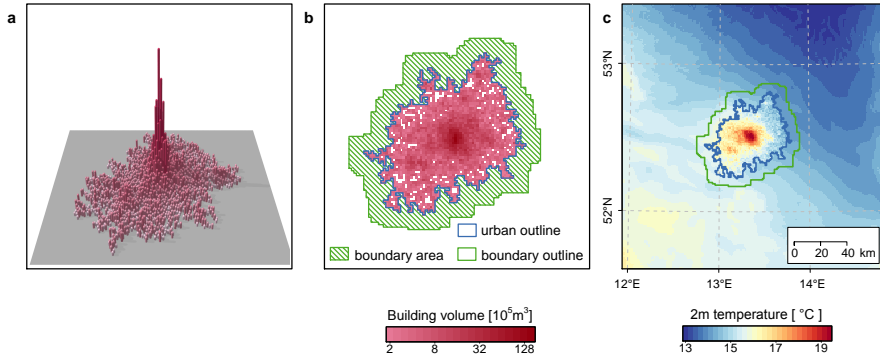 a
b
c
53°N
52°N
urban outline
boundary area
boundary outline
0 20 40
km
12°E 13°E 14°E
Building volume [10⁵m³]
2 8 32 128
2m temperature [ °C]
13 15 17 19